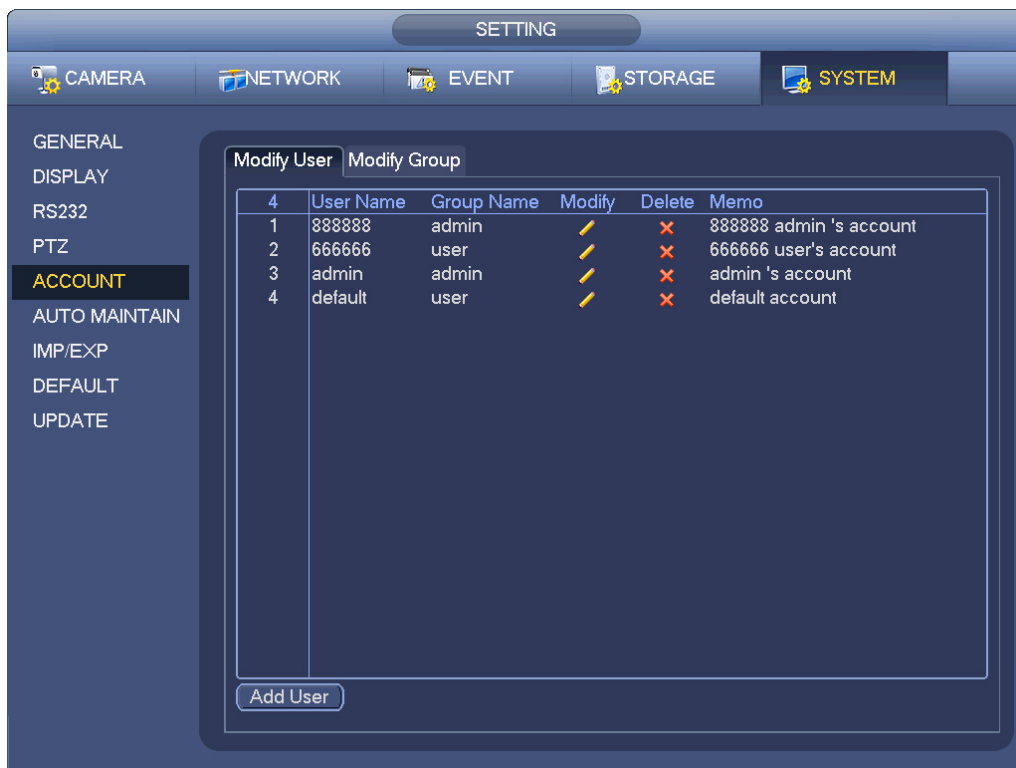 SETTING
CAMERA NETWORK EVENT STORAGE SYSTEM
GENERAL
DISPLAY
RS232
PTZ
ACCOUNT
AUTO MAINTAIN
IMP/EXP
DEFAULT
UPDATE
Modify User Modify Group
4 User Name Group Name Modify Delete Memo
1 888888 admin 888888 admin 's account
2 666666 user 666666 user's account
3 admin admin admin 's account
4 default user default account
Add User